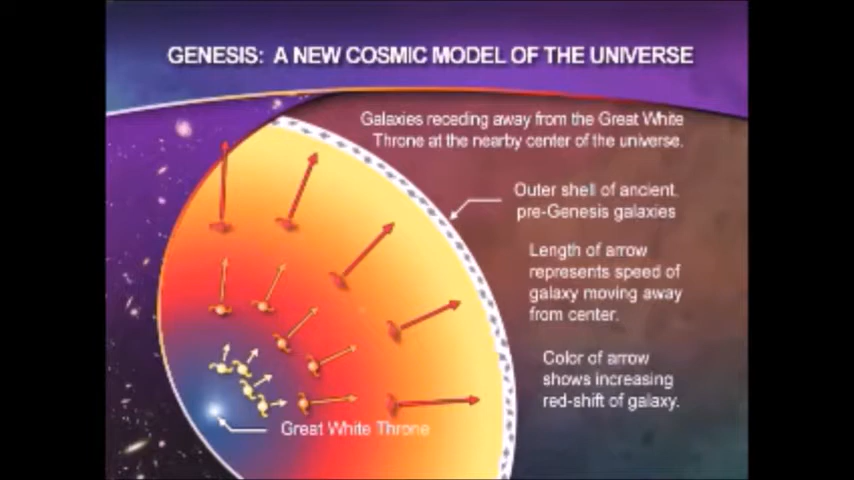 GENESIS: A NEW COSMIC MODEL OF THE UNIVERSE
Galaxies receding away from the Great White
Throne at the nearby center of the universe.
Outer shell of ancient.
pre-Genesis galaxies
Length of arrow
represents speed of
galaxy moving away
from center.
Color of arrow
shows increasing
red-shift of galaxy.
Great White Throne